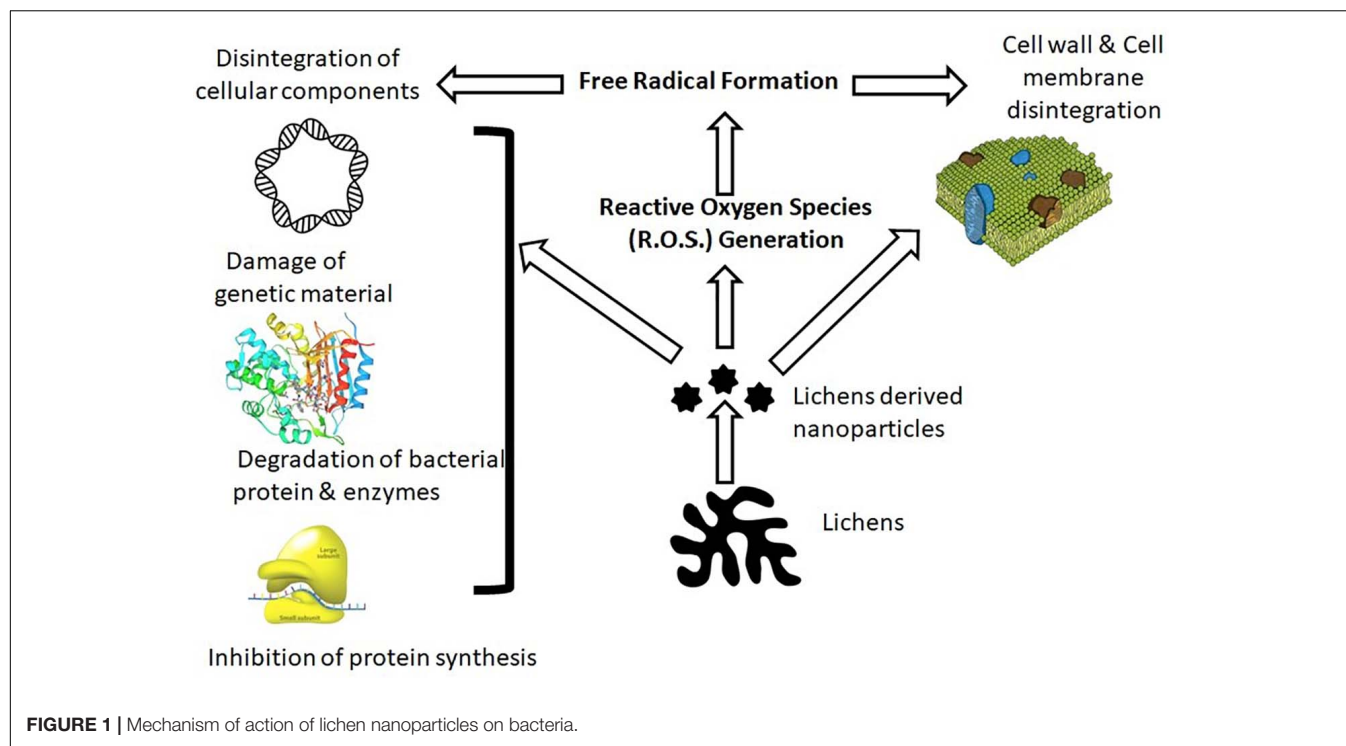 Disintegration of
cellular components
Free Radical Formation
Cell wall & Cell
membrane
disintegration
Reactive Oxygen Species
(R.O.S.) Generation
Damage of
genetic material
Lichens derived
nanoparticles
Degradation of bacterial
protein & enzymes
Lichens
Large
subunit
Small subunit
Inhibition of protein synthesis
FIGURE 1 | Mechanism of action of lichen nanoparticles on bacteria.